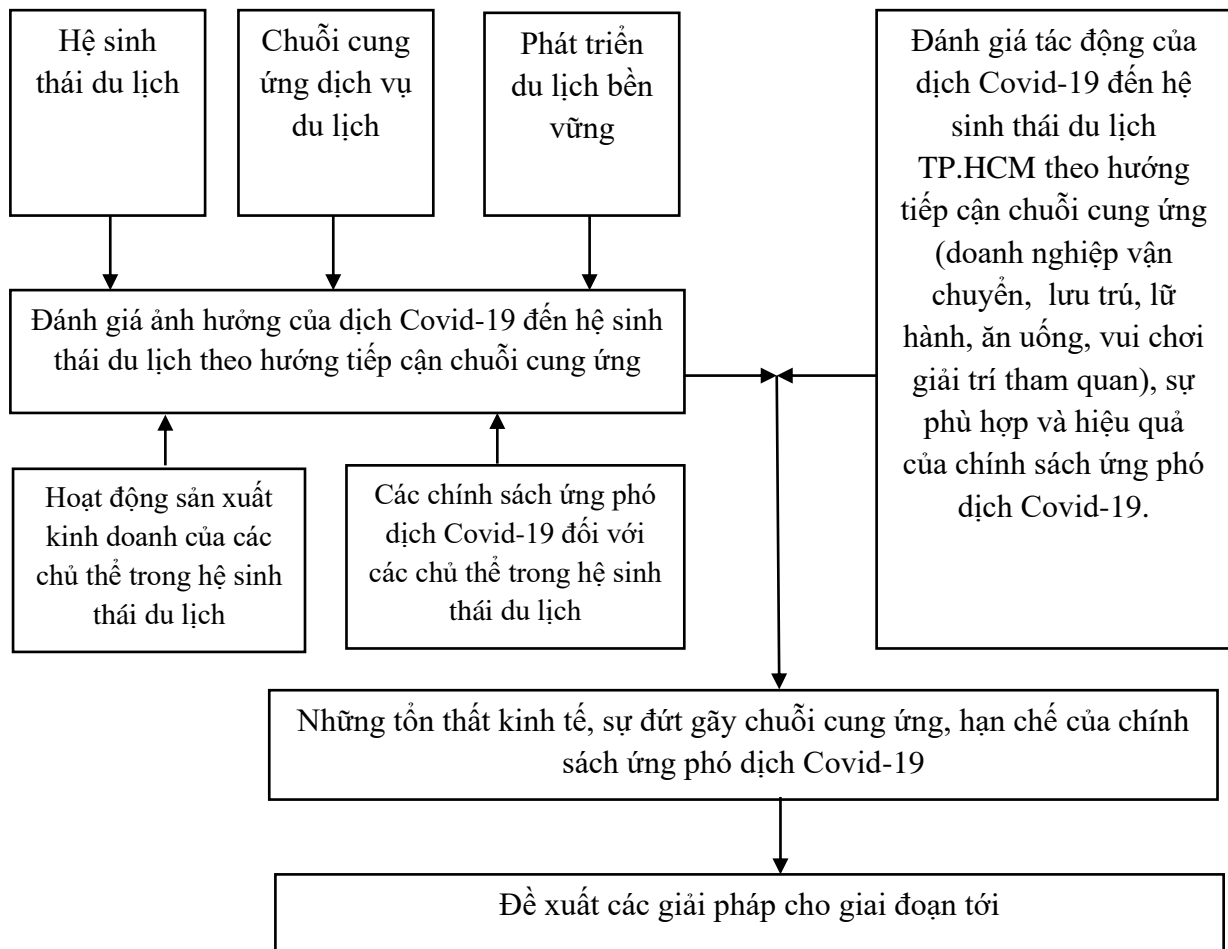 Hệ sinh
thái du lịch
Chuỗi cung
ứng dịch vụ
du lịch
Phát triển
du lịch bền
vững
Đánh giá tác động của
dịch Covid-19 đến hệ
sinh thái du lịch
TP.HCM theo hướng
tiếp cận chuỗi cung ứng
(doanh nghiệp vận
chuyển, lưu trú, lữ
hành, ăn uống, vui chơi
giải trí tham quan), sự
phù hợp và hiệu quả
của chính sách ứng phó
dịch Covid-19.
Đánh giá ảnh hưởng của dịch Covid-19 đến hệ sinh
thái du lịch theo hướng tiếp cận chuỗi cung ứng
Hoạt động sản xuất
kinh doanh của các
chủ thể trong hệ sinh
thái du lịch
Các chính sách ứng phó
dịch Covid-19 đối với
các chủ thể trong hệ sinh
thái du lịch
Những tổn thất kinh tế, sự đứt gãy chuỗi cung ứng, hạn chế của chính
sách ứng phó dịch Covid-19
Đề xuất các giải pháp cho giai đoạn tới